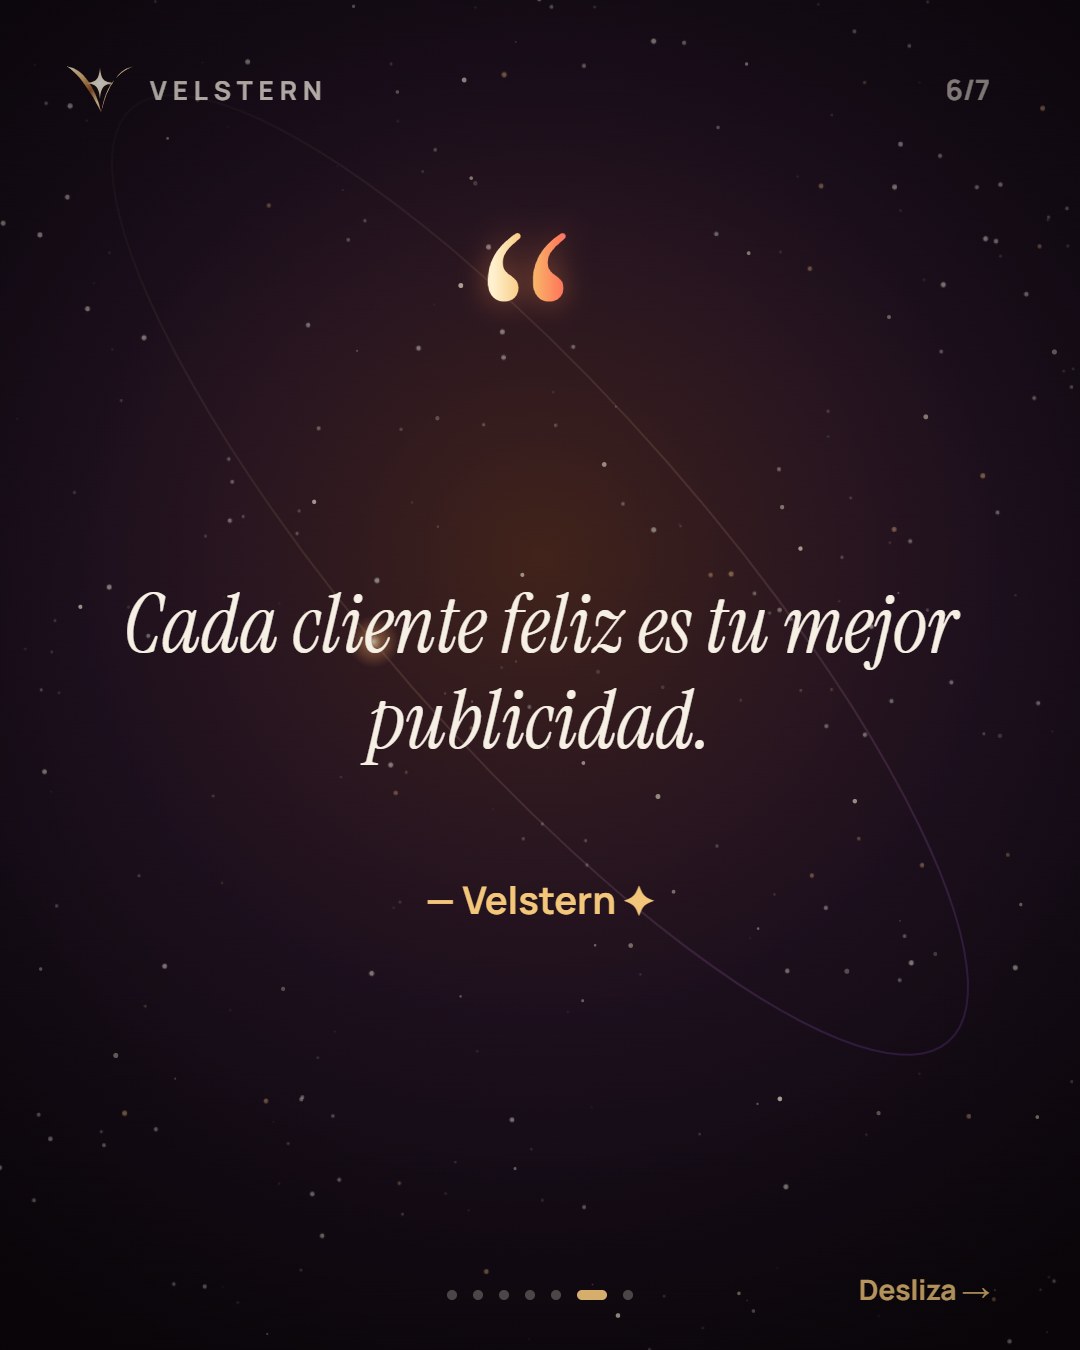 VELSTERN
6/7
“
Cada cliente feliz es tu mejor
publicidad.
— Velstern ✦
Desliza →